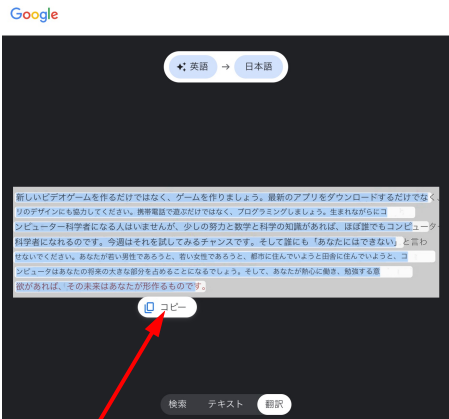 Google
英語 → 日本語
新しいビデオゲームを作るだけではなく、ゲームを作りましょう。最新のアプリをダウンロードするだけでなく、
リのデザインにも協力してください。携帯電話で遊ぶだけではなく、プログラミングしましょう。生まれながらにコ
ンピューター科学者になる人はいませんが、少しの努力と数学と科学の知識があれば、ほぼ誰でもコンピュータ
科学者になれるのです。今週はそれを試してみるチャンスです。そして誰にも「あなたにはできない」と言わ
せないでください。あなたが若い男性であろうと、若い女性であろうと、都市に住んでいようと田舎に住んでいようと、コ
ンピュータはあなたの将来の大きな部分を占めることになるでしょう。そして、あなたが熱心に働き、勉強する意
欲があれば、その未来はあなたが形作るものです。
コピー
検索 テキスト 翻訳